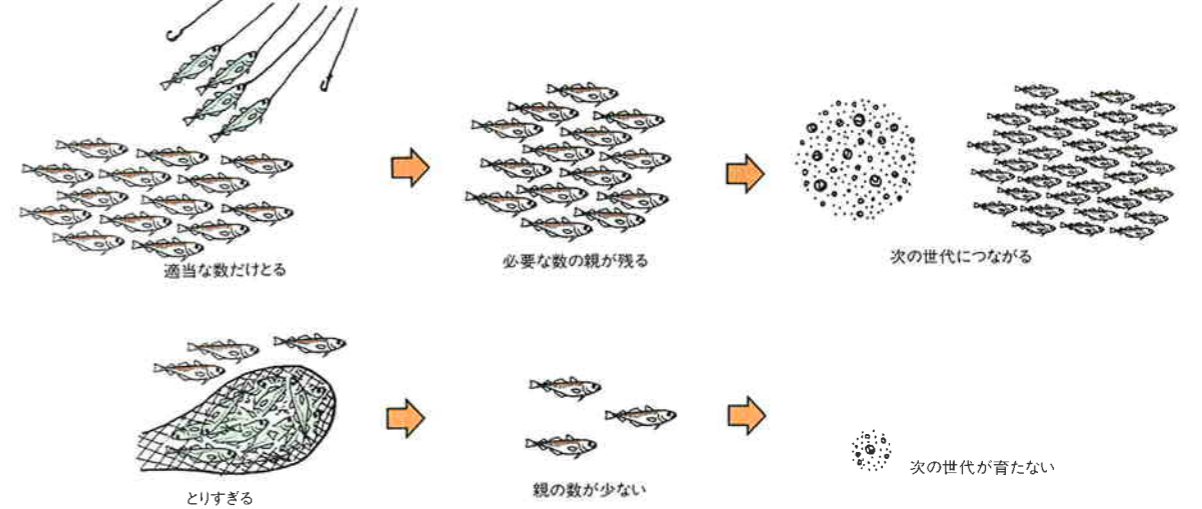 適当な数だけとる
必要な数の親が残る
次の世代につながる
とりすぎる
親の数が少ない
次の世代が育たない